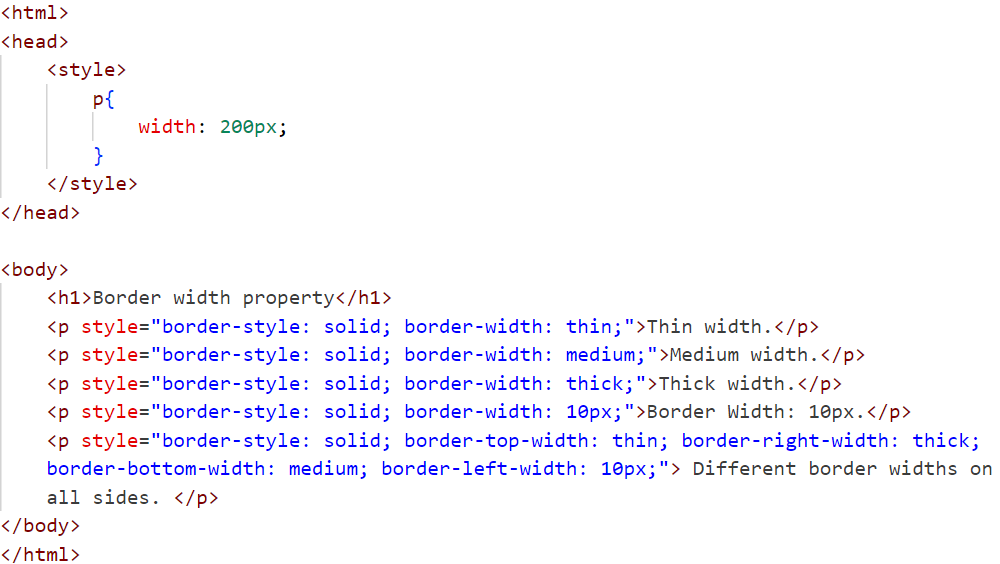 <html>
<head>
    <style>
        p{
            width: 200px;
        }
    </style>
</head>

<body>
    <h1>Border width property</h1>
    <p style="border-style: solid; border-width: thin;">Thin width.</p>
    <p style="border-style: solid; border-width: medium;">Medium width.</p>
    <p style="border-style: solid; border-width: thick;">Thick width.</p>
    <p style="border-style: solid; border-width: 10px;">Border Width: 10px.</p>
    <p style="border-style: solid; border-top-width: thin; border-right-width: thick;
    border-bottom-width: medium; border-left-width: 10px;"> Different border widths on
    all sides. </p>
</body>
</html>